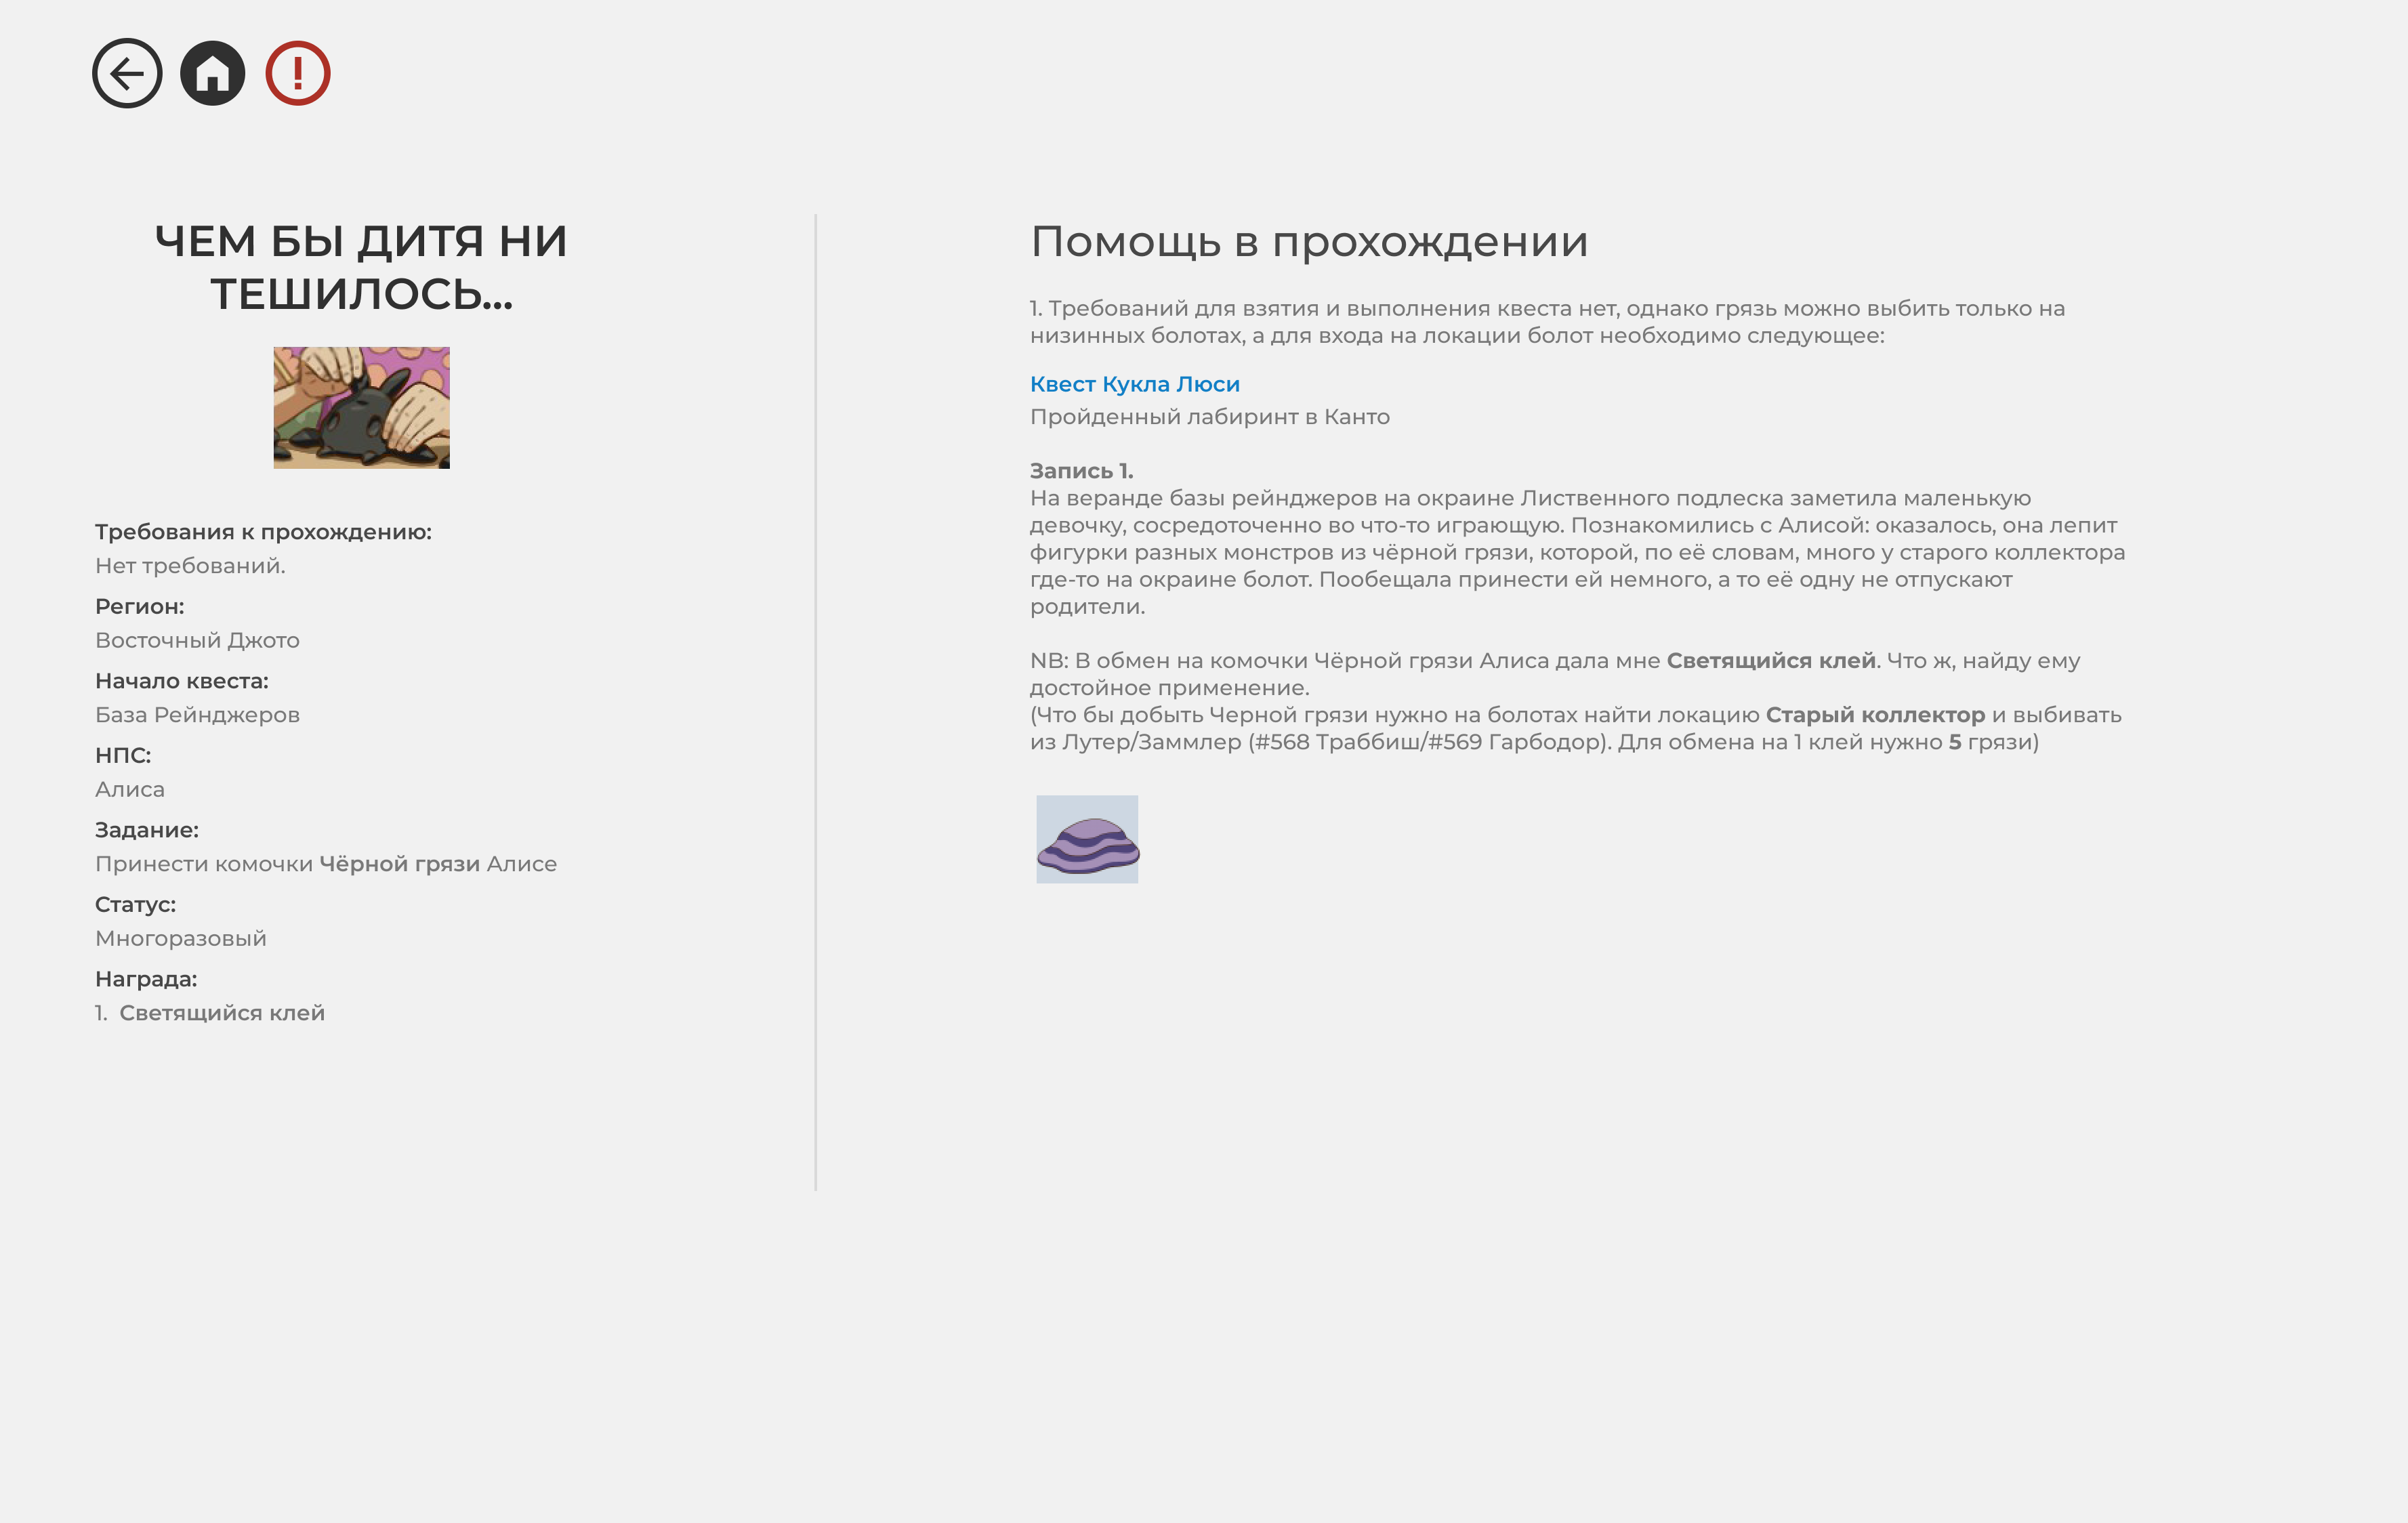 ЧЕМ БЫ ДИТЯ НИ
ТЕШИЛОСЬ...
Требования к прохождению:
Нет требований.
Регион:
Восточный Джото
Начало квеста:
База Рейнджеров
НПС:
Алиса
Задание:
Принести комочки Чёрной грязи Алисе
Статус:
Многоразовый
Награда:
1. Светящийся клей
Помощь в прохождении
1. Требований для взятия и выполнения квеста нет, однако грязь можно выбить только на
низинных болотах, а для входа на локации болот необходимо следующее:
Квест Кукла Люси
Пройденный лабиринт в Канто
Запись 1.
На веранде базы рейнджеров на окраине Лиственного подлеска заметила маленькую
девочку, сосредоточенно во что-то играющую. Познакомились с Алисой: оказалось, она лепит
фигурки разных монстров из чёрной грязи, которой, по её словам, много у старого коллектора
где-то на окраине болот. Пообещала принести ей немного, а то её одну не отпускают
родители.
NB: В обмен на комочки Чёрной грязи Алиса дала мне Светящийся клей. Что ж, найду ему
достойное применение.
(Что бы добыть Черной грязи нужно на болотах найти локацию Старый коллектор и выбивать
из Лутер/Заммлер (#568 Траббиш/#569 Гарбодор). Для обмена на 1 клей нужно 5 грязи)